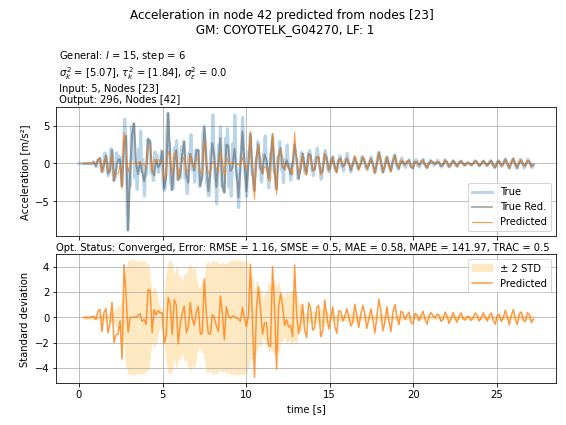 Acceleration in node 42 predicted from nodes [23]
GM: COYOTELK_G04270, LF: 1
General: l = 15, step = 6
σ²ₖ = [5.07], τ²ₖ = [1.84], σ²ε = 0.0
Input: 5, Nodes [23]
Output: 296, Nodes [42]
Acceleration [m/s²]
5
0
−5
True
True Red.
Predicted
Opt. Status: Converged, Error: RMSE = 1.16, SMSE = 0.5, MAE = 0.58, MAPE = 141.97, TRAC = 0.5
Standard deviation
4
2
0
−2
−4
± 2 STD
Predicted
0 5 10 15 20 25
time [s]